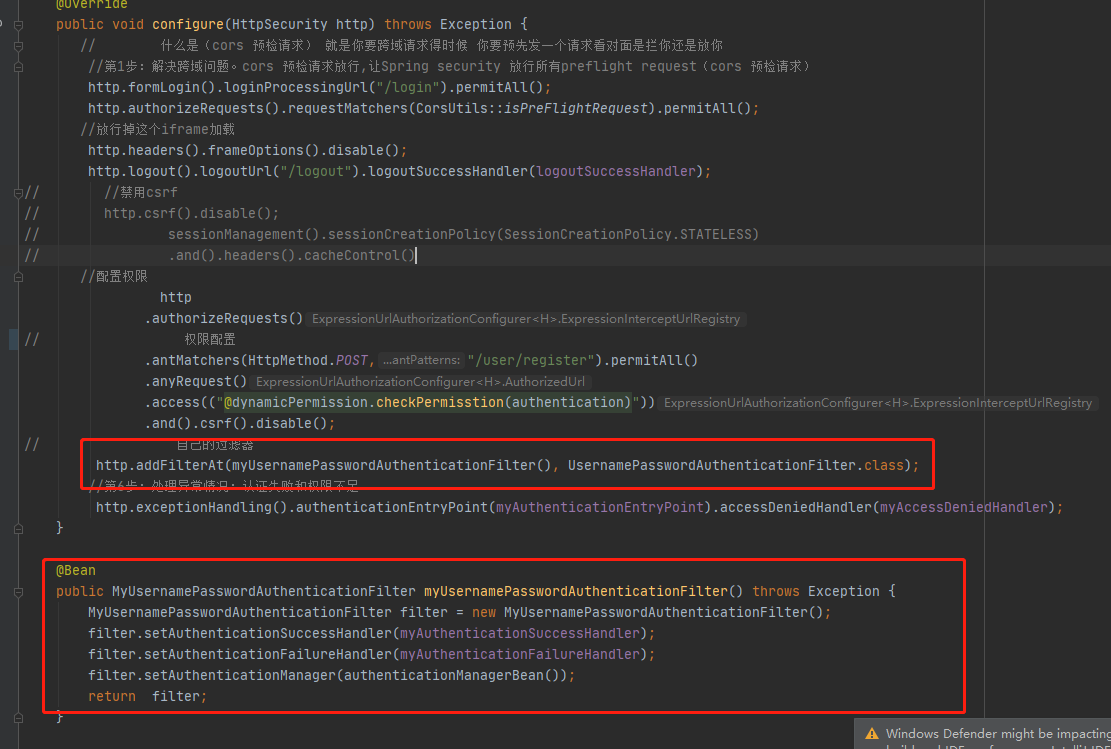 @Override
public void configure(HttpSecurity http) throws Exception {
// 什么是（cors 预检请求） 就是你要跨域请求得时候 你要预先发一个请求看对面是拦你还是放你
//第1步：解决跨域问题。cors 预检请求放行,让Spring security 放行所有preflight request（cors 预检请求）
http.formLogin().loginProcessingUrl("/login").permitAll();
http.authorizeRequests().requestMatchers(CorsUtils::isPreFlightRequest).permitAll();
//放行掉这个iframe加载
http.headers().frameOptions().disable();
http.logout().logoutUrl("/logout").logoutSuccessHandler(logoutSuccessHandler);
// //禁用csrf
// http.csrf().disable();
// sessionManagement().sessionCreationPolicy(SessionCreationPolicy.STATELESS)
// .and().headers().cacheControl()
//配置权限
http
.authorizeRequests() ExpressionUrlAuthorizationConfigurer<H>.ExpressionInterceptUrlRegistry
// 权限配置
.antMatchers(HttpMethod.POST, ...antPatterns: "/user/register").permitAll()
.anyRequest() ExpressionUrlAuthorizationConfigurer<H>.AuthorizedUrl
.access(("@dynamicPermission.checkPermisstion(authentication)")) ExpressionUrlAuthorizationConfigurer<H>.ExpressionInterceptUrlRegistry
.and().csrf().disable();
// 自己的过滤器
http.addFilterAt(myUsernamePasswordAuthenticationFilter(), UsernamePasswordAuthenticationFilter.class);
//第6步：处理异常情况：认证失败和权限不足
http.exceptionHandling().authenticationEntryPoint(myAuthenticationEntryPoint).accessDeniedHandler(myAccessDeniedHandler);
}
@Bean
public MyUsernamePasswordAuthenticationFilter myUsernamePasswordAuthenticationFilter() throws Exception {
MyUsernamePasswordAuthenticationFilter filter = new MyUsernamePasswordAuthenticationFilter();
filter.setAuthenticationSuccessHandler(myAuthenticationSuccessHandler);
filter.setAuthenticationFailureHandler(myAuthenticationFailureHandler);
filter.setAuthenticationManager(authenticationManagerBean());
return filter;
}
Windows Defender might be impacting